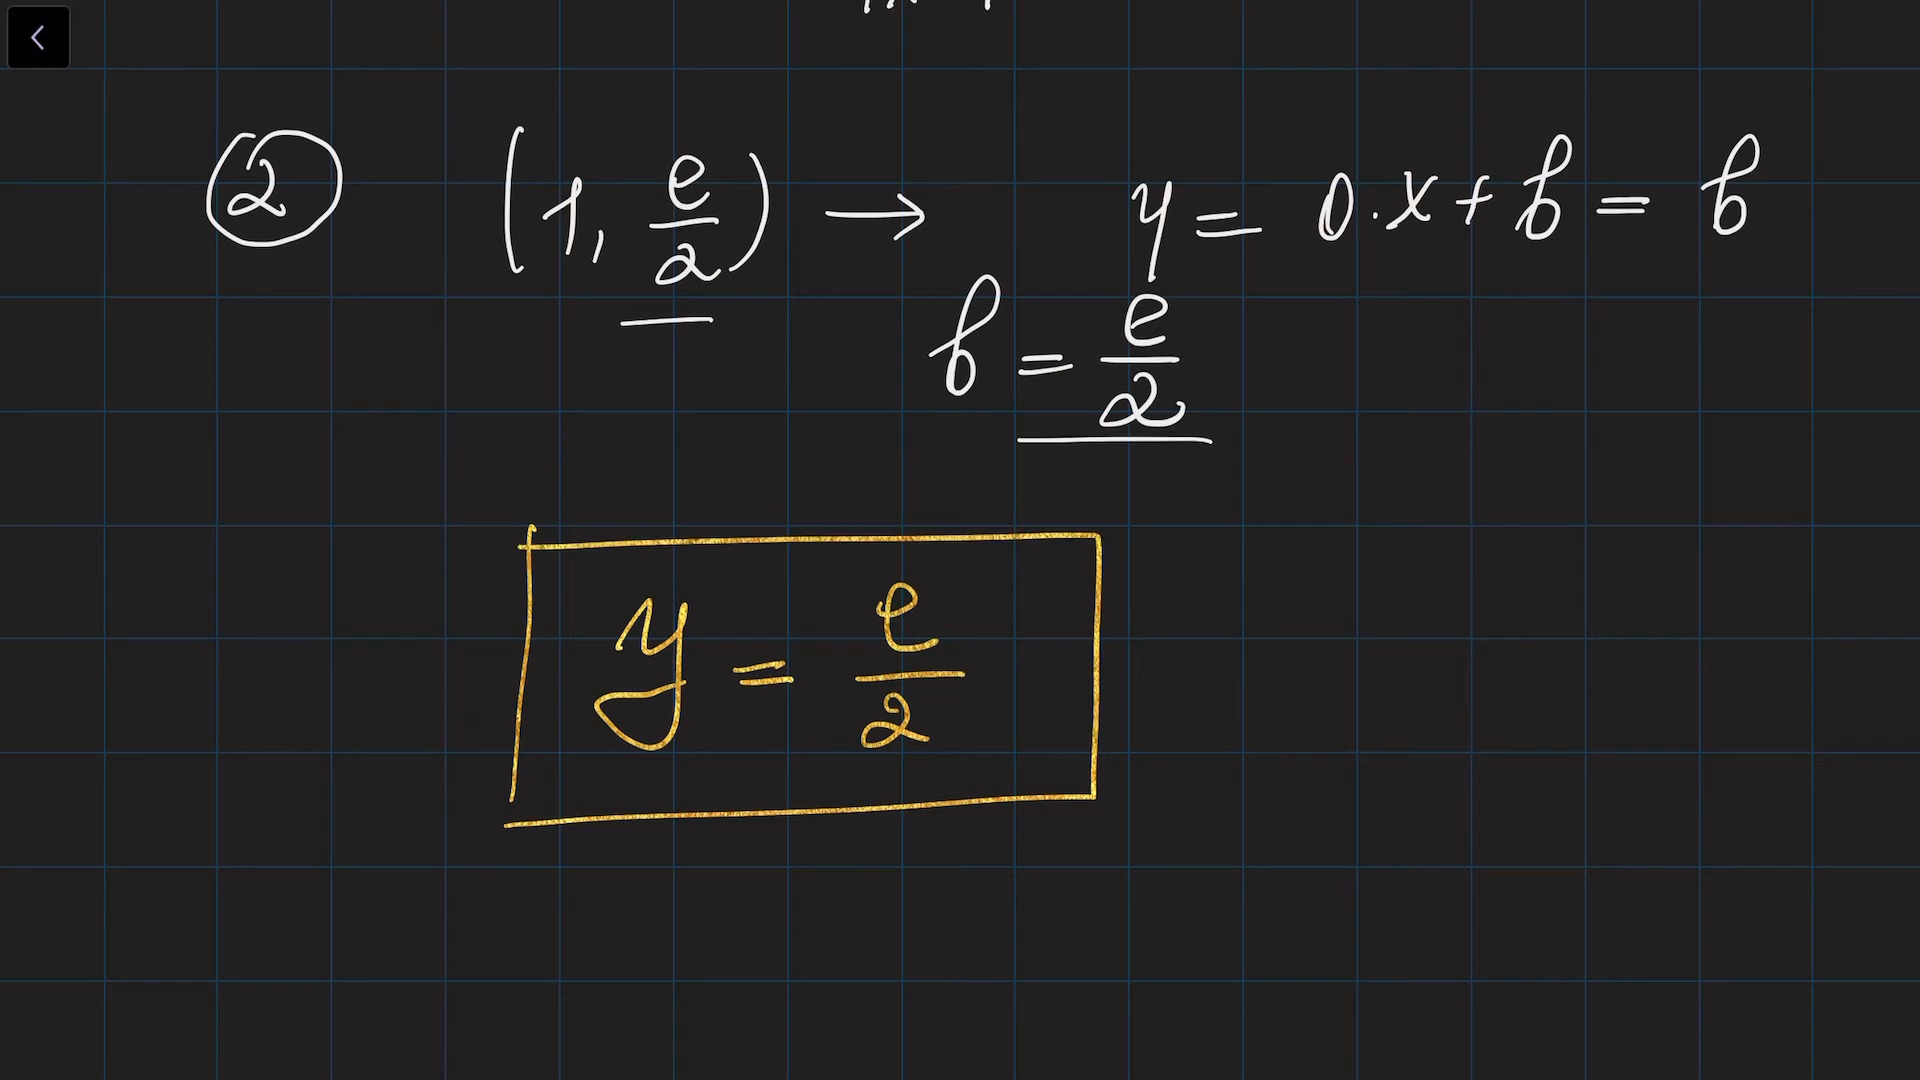 ② (1, e/2) → y = 0·x + b = b
b = e/2
y = e/2